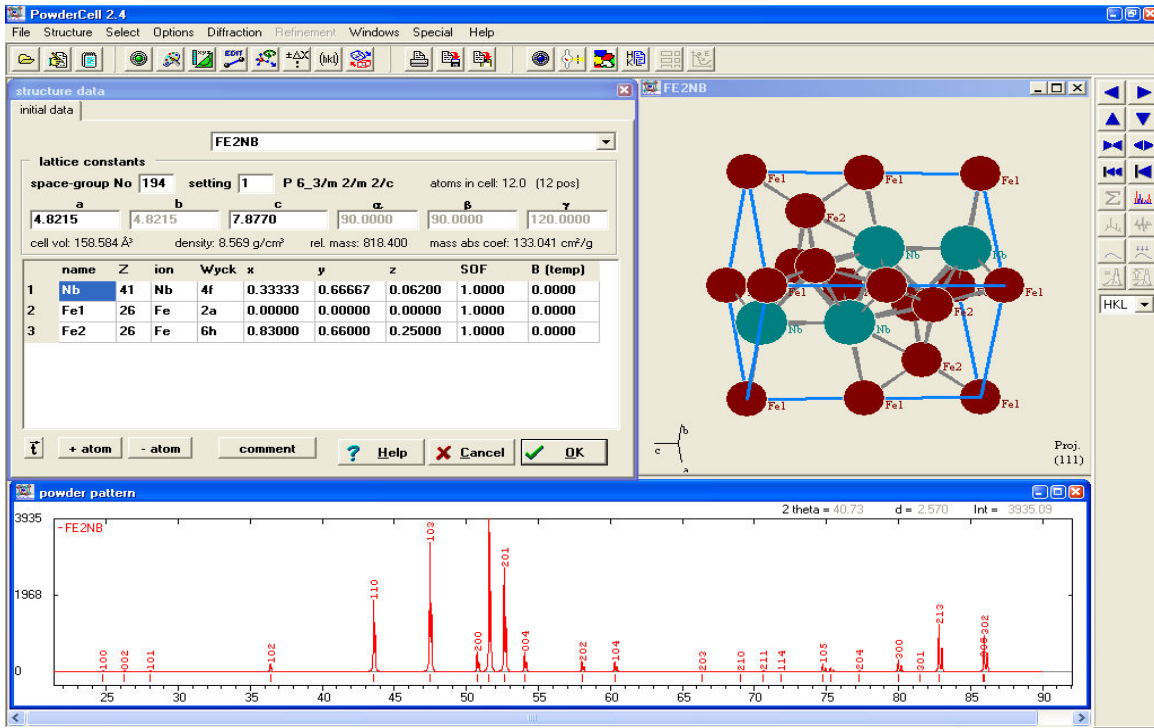 PowderCell 2.4
File Structure Select Options Diffraction Refinement Windows Special Help
structure data
initial data
FE2NB
lattice constants
space-group No 194 setting 1 P 6_3/m 2/m 2/c atoms in cell: 12.0 (12 pos)
a b c α β γ
4.8215 4.8215 7.8770 90.0000 90.0000 120.0000
cell vol: 158.584 Å³ density: 8.569 g/cm³ rel. mass: 818.400 mass abs coef: 133.041 cm²/g
name Z ion Wyck x y z SOF B (temp)
1 Nb 41 Nb 4f 0.33333 0.66667 0.06200 1.0000 0.0000
2 Fe1 26 Fe 2a 0.00000 0.00000 0.00000 1.0000 0.0000
3 Fe2 26 Fe 6h 0.83000 0.66000 0.25000 1.0000 0.0000
+ atom - atom comment ? Help Cancel OK
FE2NB
Fe1 Fe1 Fe1
Fe2
Nb Nb
Fe1 Fe1 Fe1
Fe2
Nb Nb
Fe2
Fe1 Fe1 Fe1
b
c
a
Proj.
(111)
HKL
powder pattern
2 theta = 40.73 d = 2.570 Int = 3935.09
3935
1968
0
-FE2NB
100 002 101 102 110 103 200 201 004 202 104 203 210 211 114 105 204 300 301 213 302
25 30 35 40 45 50 55 60 65 70 75 80 85 90